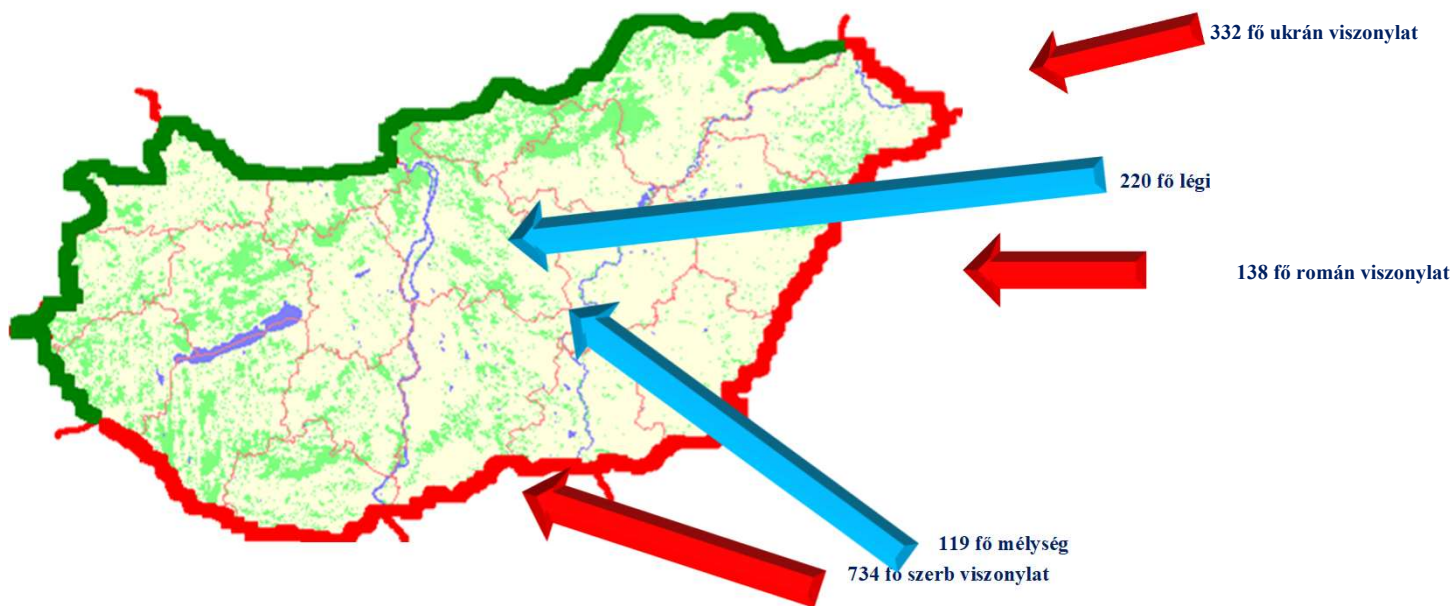 332 fő ukrán viszonylat
220 fő légi
138 fő román viszonylat
119 fő mélység
734 fő szerb viszonylat